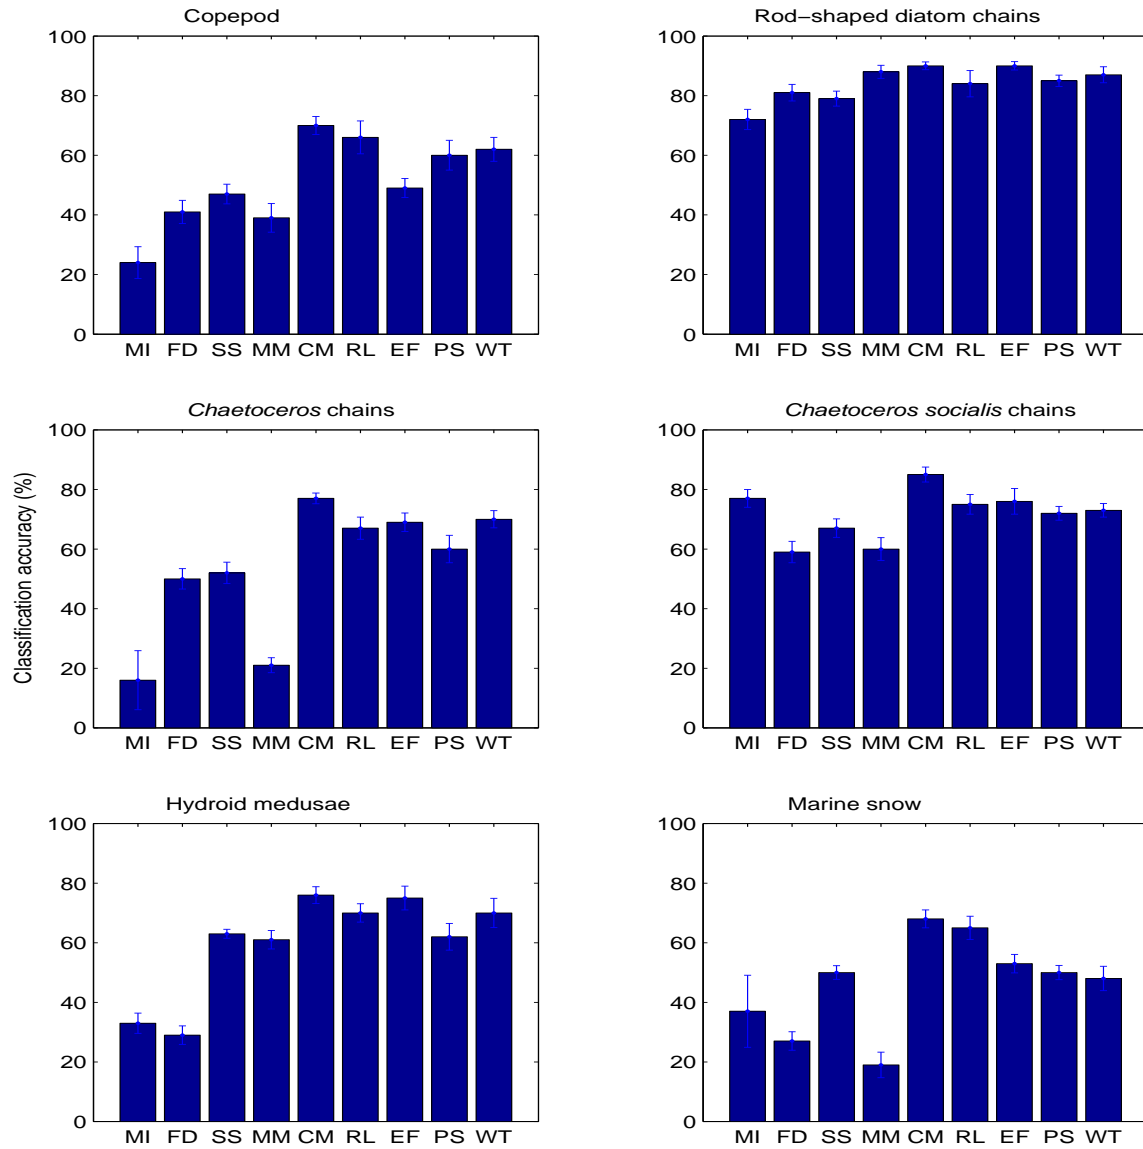 Copepod
100
80
60
40
20
0
MI FD SS MM CM RL EF PS WT
Rod−shaped diatom chains
100
80
60
40
20
0
MI FD SS MM CM RL EF PS WT
Classification accuracy (%)
Chaetoceros chains
100
80
60
40
20
0
MI FD SS MM CM RL EF PS WT
Chaetoceros socialis chains
100
80
60
40
20
0
MI FD SS MM CM RL EF PS WT
Hydroid medusae
100
80
60
40
20
0
MI FD SS MM CM RL EF PS WT
Marine snow
100
80
60
40
20
0
MI FD SS MM CM RL EF PS WT